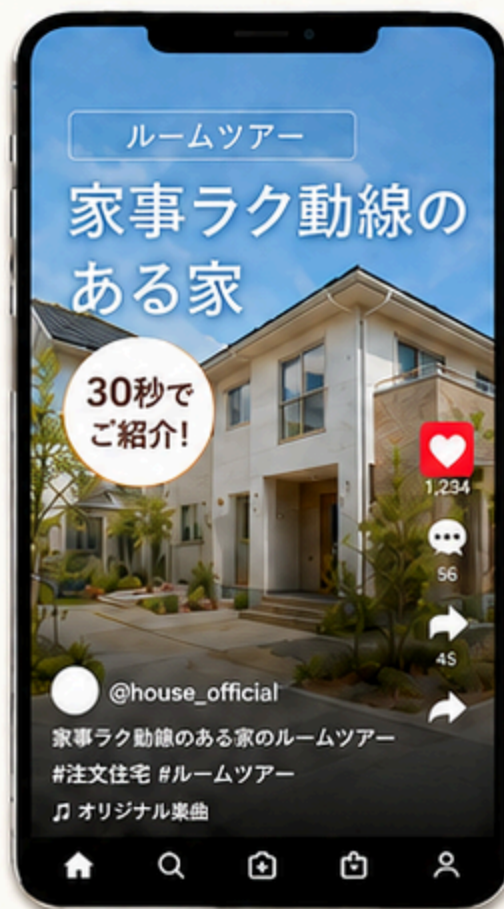 ルームツアー
家事ラク動線の
ある家
30秒で
ご紹介!
1,234
56
45
@house_official
家事ラク動線のある家のルームツアー
#注文住宅 #ルームツアー
オリジナル楽曲